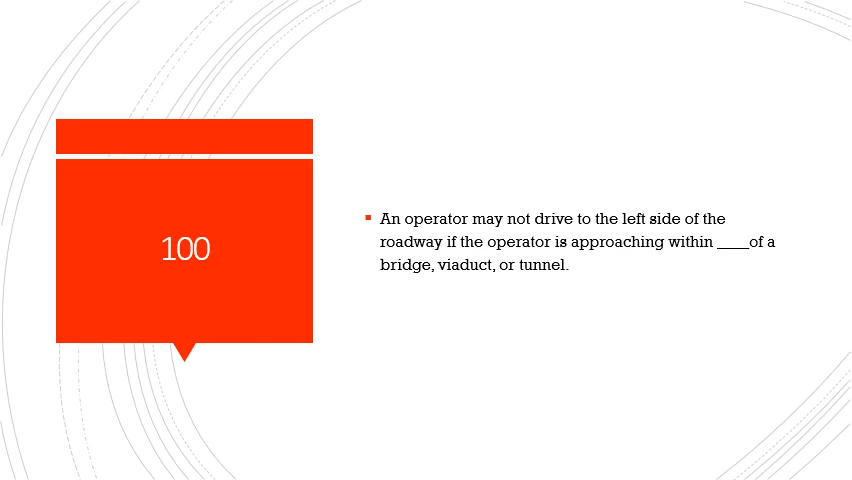 100
An operator may not drive to the left side of the
roadway if the operator is approaching within ____of a
bridge, viaduct, or tunnel.